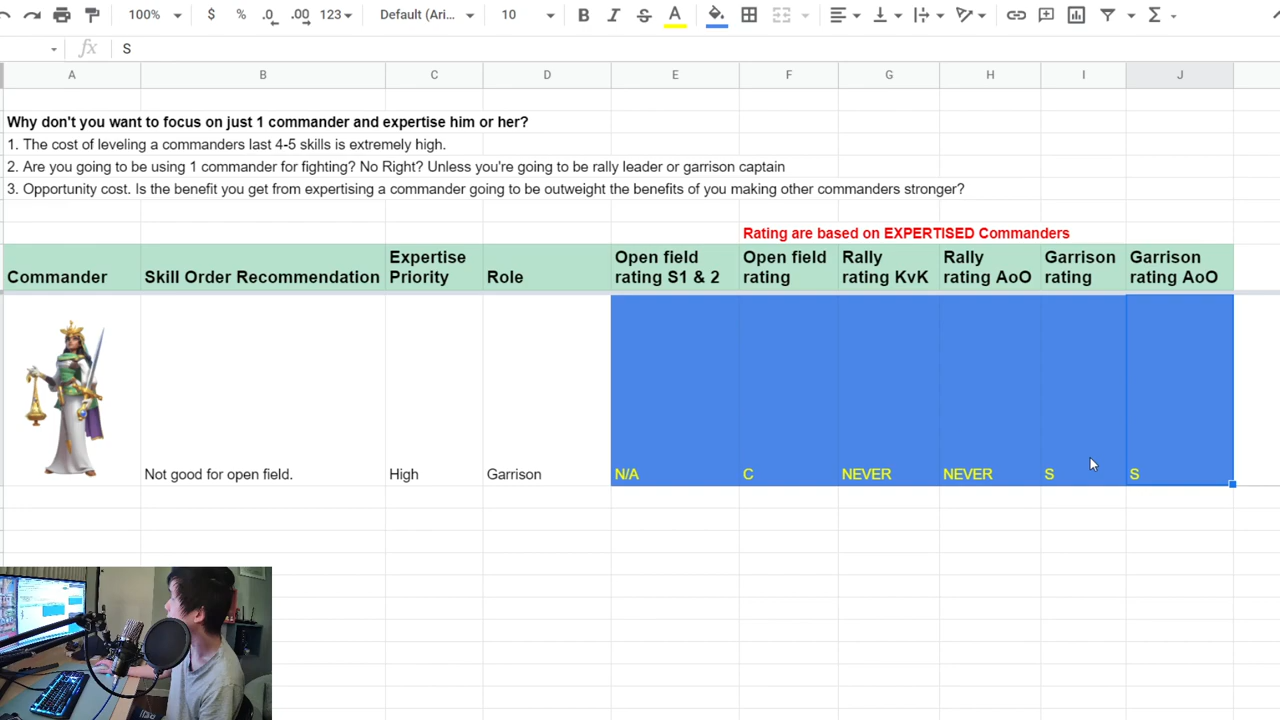 100% $ % .0 .00 123 Default (Ari... 10 B I S A
fx S
A B C D E F G H I J
Why don't you want to focus on just 1 commander and expertise him or her?
1. The cost of leveling a commanders last 4-5 skills is extremely high.
2. Are you going to be using 1 commander for fighting? No Right? Unless you're going to be rally leader or garrison captain
3. Opportunity cost. Is the benefit you get from expertising a commander going to be outweight the benefits of you making other commanders stronger?
Rating are based on EXPERTISED Commanders
Commander
Skill Order Recommendation
Expertise
Priority
Role
Open field
rating S1 & 2
Open field
rating
Rally
rating KvK
Rally
rating AoO
Garrison
rating
Garrison
rating AoO
Not good for open field. High Garrison N/A C NEVER NEVER S S